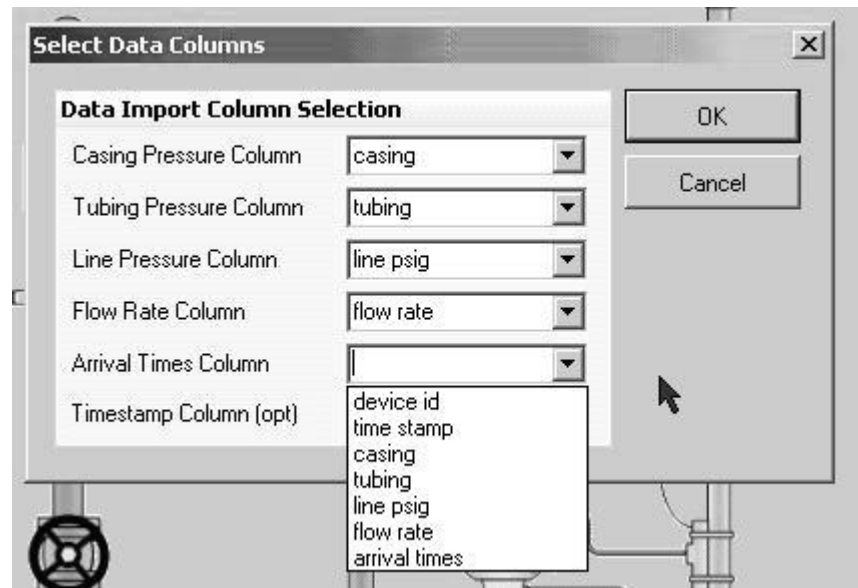 Select Data Columns
Data Import Column Selection
OK
Casing Pressure Column casing
Cancel
Tubing Pressure Column tubing
Line Pressure Column line psig
Flow Rate Column flow rate
Arrival Times Column
Timestamp Column (opt)
device id
time stamp
casing
tubing
line psig
flow rate
arrival times